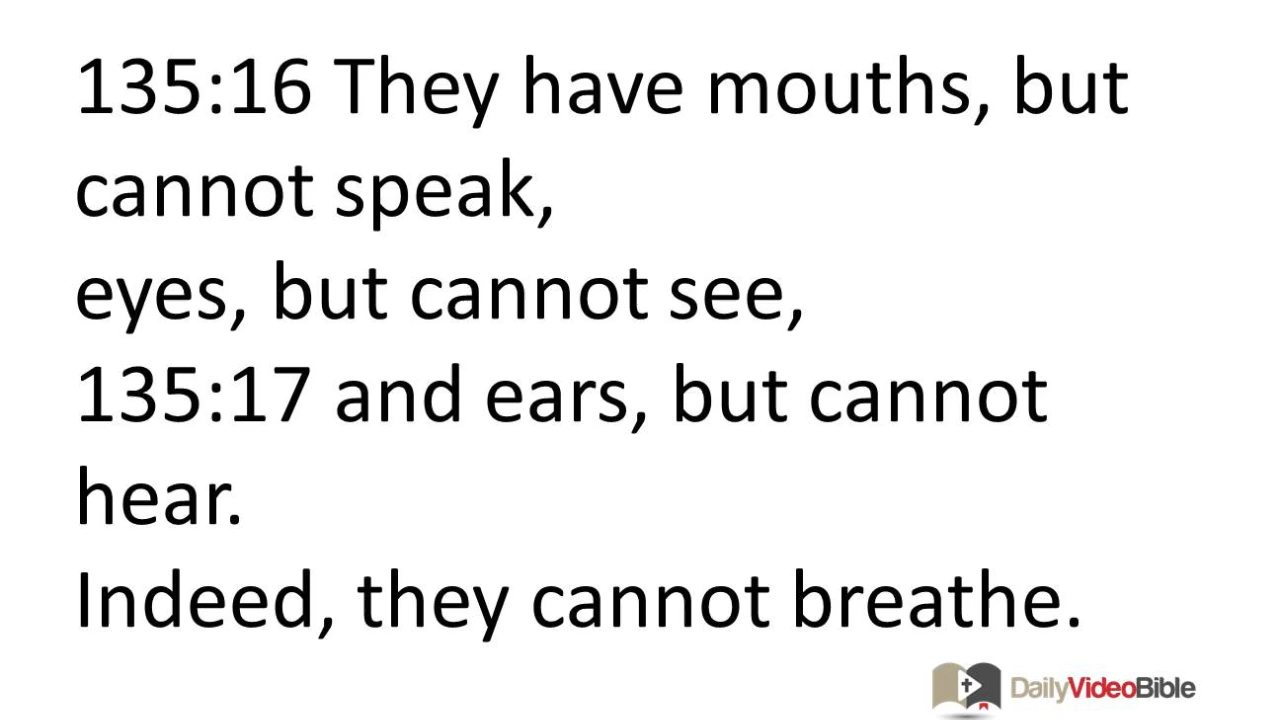 135:16 They have mouths, but
cannot speak,
eyes, but cannot see,
135:17 and ears, but cannot
hear.
Indeed, they cannot breathe.
DailyVideoBible